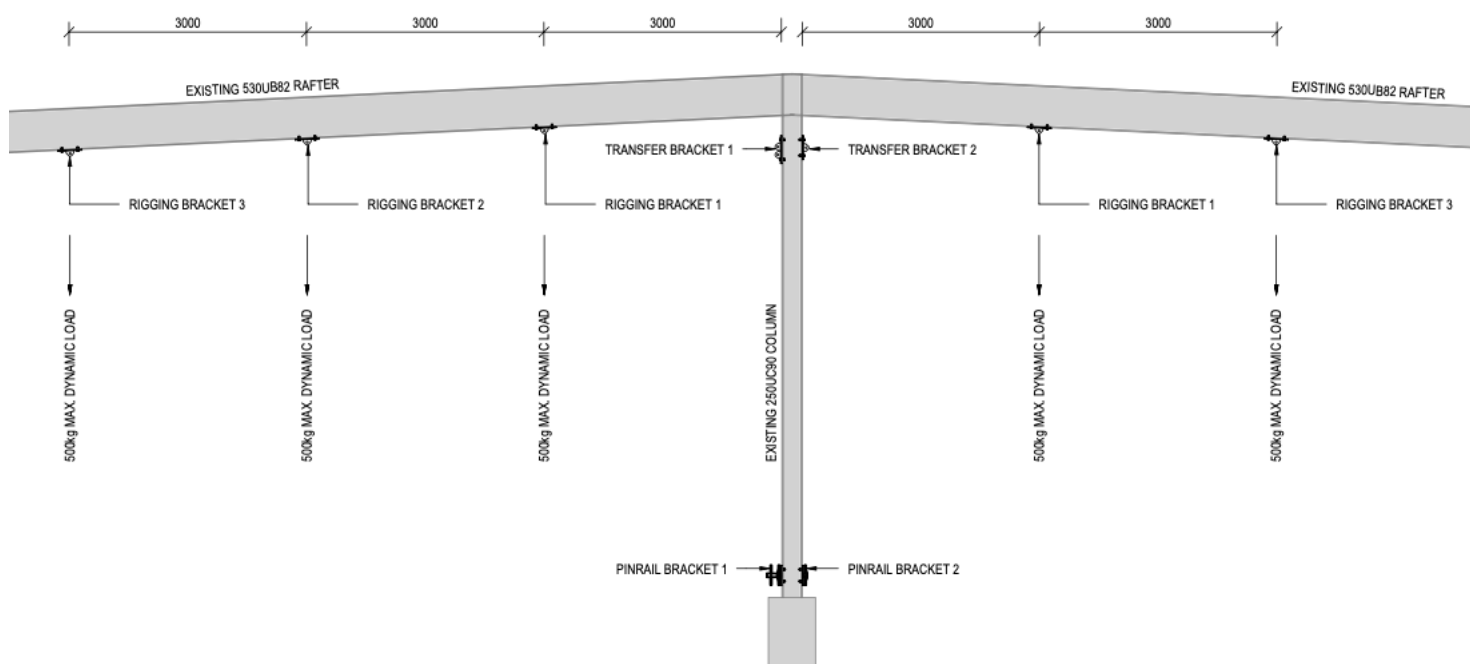 3000
3000
3000
3000
3000
EXISTING 530UB82 RAFTER
EXISTING 530UB82 RAFTER
TRANSFER BRACKET 1
TRANSFER BRACKET 2
RIGGING BRACKET 3
RIGGING BRACKET 2
RIGGING BRACKET 1
RIGGING BRACKET 1
RIGGING BRACKET 3
500kg MAX. DYNAMIC LOAD
500kg MAX. DYNAMIC LOAD
500kg MAX. DYNAMIC LOAD
EXISTING 250UC90 COLUMN
500kg MAX. DYNAMIC LOAD
500kg MAX. DYNAMIC LOAD
PINRAIL BRACKET 1
PINRAIL BRACKET 2